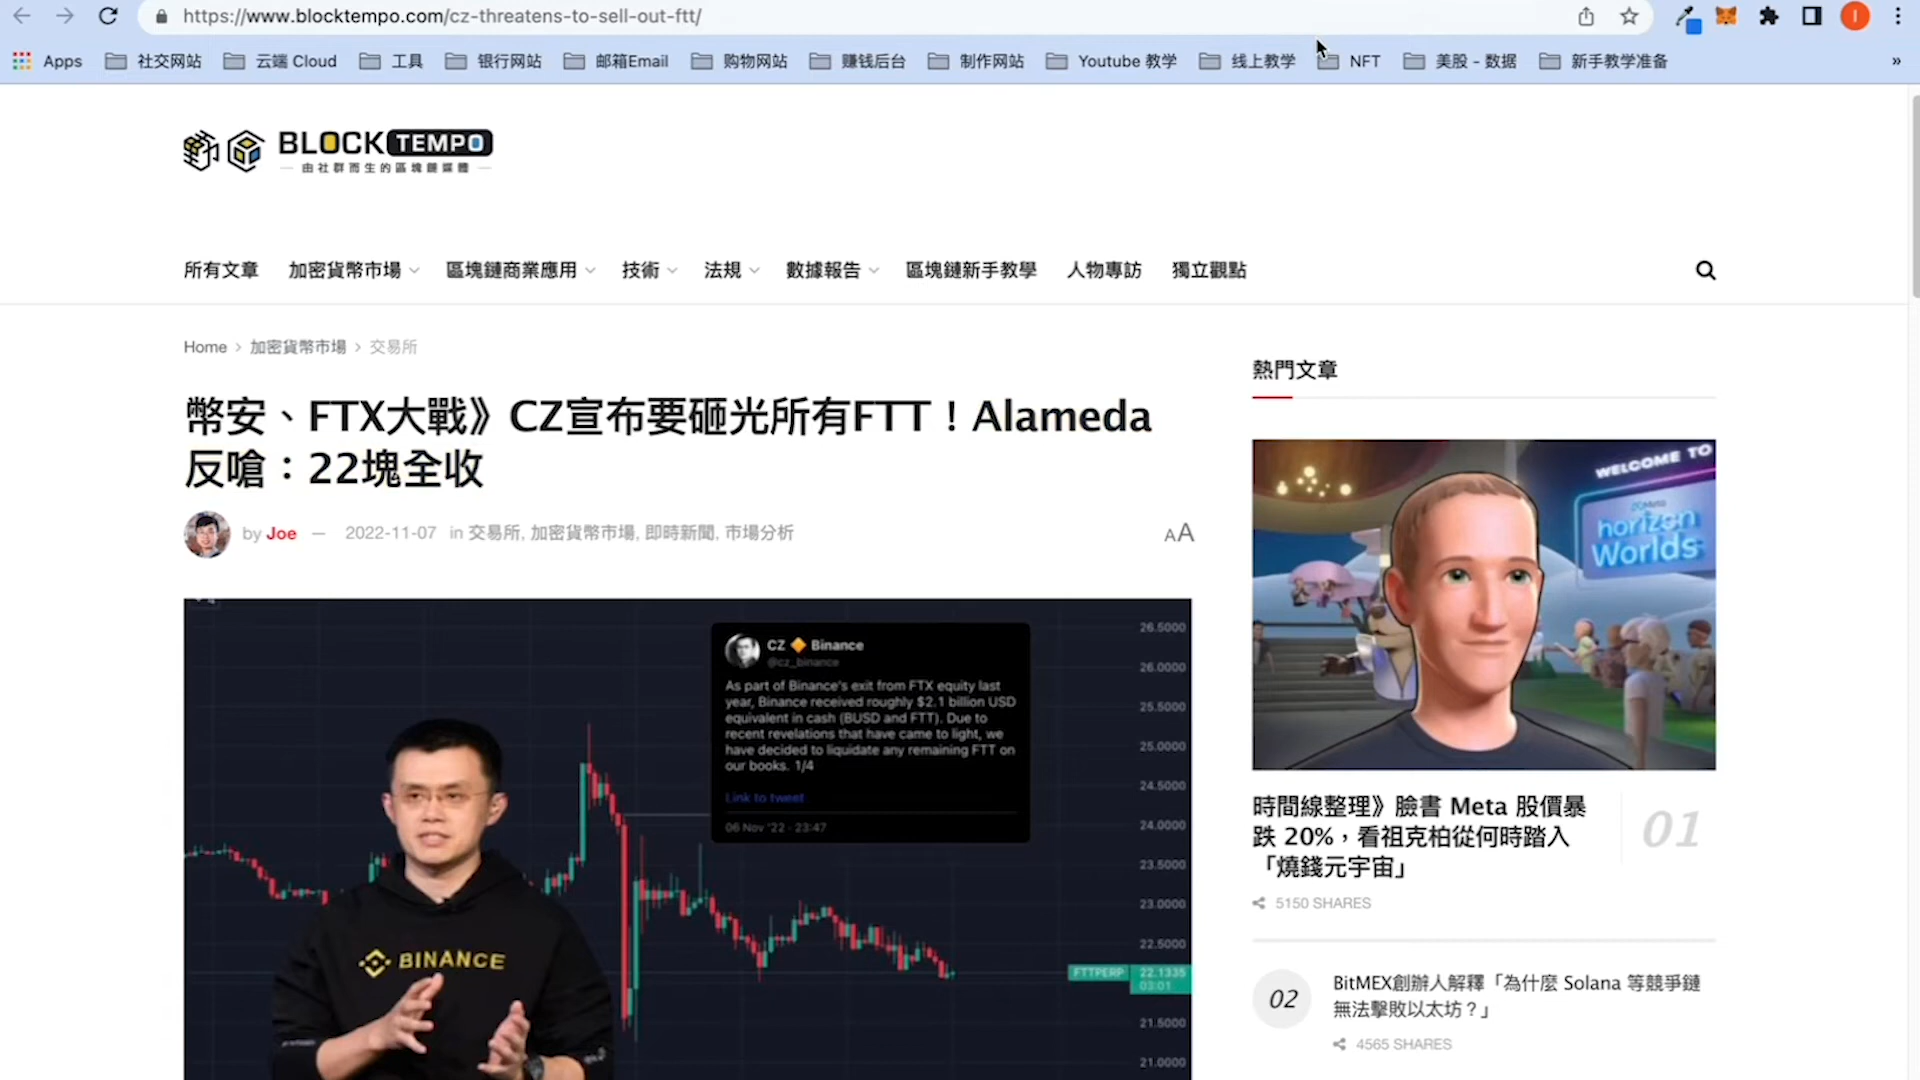 https://www.blocktempo.com/cz-threatens-to-sell-out-ftt/
Apps 社交网站 云端 Cloud 工具 银行网站 邮箱Email 购物网站 赚钱后台 制作网站 Youtube 教学 线上教学 NFT 美股 - 数据 新手教学准备 »
BLOCK TEMPO
由社群而生的區塊鏈媒體
所有文章 加密貨幣市場 區塊鏈商業應用 技術 法規 數據報告 區塊鏈新手教學 人物專訪 獨立觀點
Home > 加密貨幣市場 > 交易所
幣安、FTX大戰》CZ宣布要砸光所有FTT！Alameda
反嗆：22塊全收
by Joe — 2022-11-07 in 交易所, 加密貨幣市場, 即時新聞, 市場分析
AA
CZ Binance
@cz_binance
As part of Binance's exit from FTX equity last
year, Binance received roughly $2.1 billion USD
equivalent in cash (BUSD and FTT). Due to
recent revelations that have came to light, we
have decided to liquidate any remaining FTT on
our books. 1/4
Link to tweet
06 Nov '22 · 23:47
26.5000
26.0000
25.5000
25.0000
24.5000
24.0000
23.5000
23.0000
22.5000
FTTPERP 22.1335
03:01
21.5000
21.0000
BINANCE
熱門文章
WELCOME TO
Meta
horizon
Worlds
時間線整理》臉書 Meta 股價暴
跌 20%，看祖克柏從何時踏入
「燒錢元宇宙」
01
5150 SHARES
02
BitMEX創辦人解釋「為什麼 Solana 等競爭鏈
無法擊敗以太坊？」
4565 SHARES